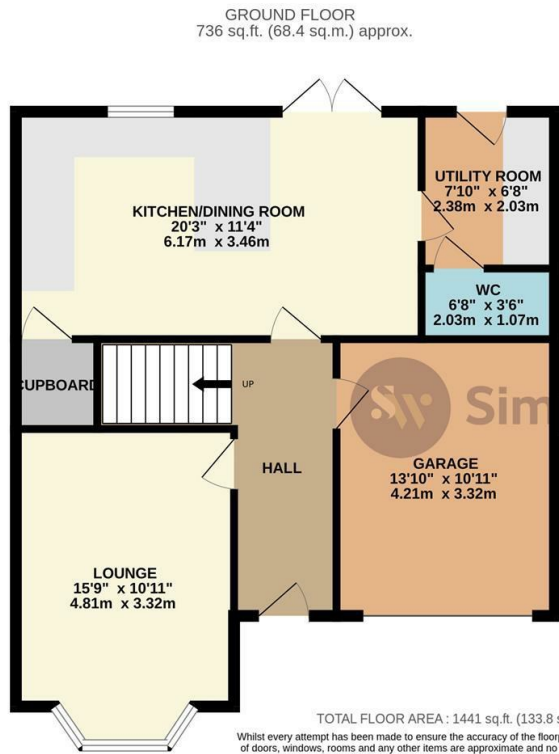 GROUND FLOOR
736 sq.ft. (68.4 sq.m.) approx.
KITCHEN/DINING ROOM
20'3" x 11'4"
6.17m x 3.46m
UTILITY ROOM
7'10" x 6'8"
2.38m x 2.03m
WC
6'8" x 3'6"
2.03m x 1.07m
CUPBOARD
UP
HALL
Sw Sim
GARAGE
13'10" x 10'11"
4.21m x 3.32m
LOUNGE
15'9" x 10'11"
4.81m x 3.32m
TOTAL FLOOR AREA : 1441 sq.ft. (133.8 s
Whilst every attempt has been made to ensure the accuracy of the floorp
of doors, windows, rooms and any other items are approximate and no